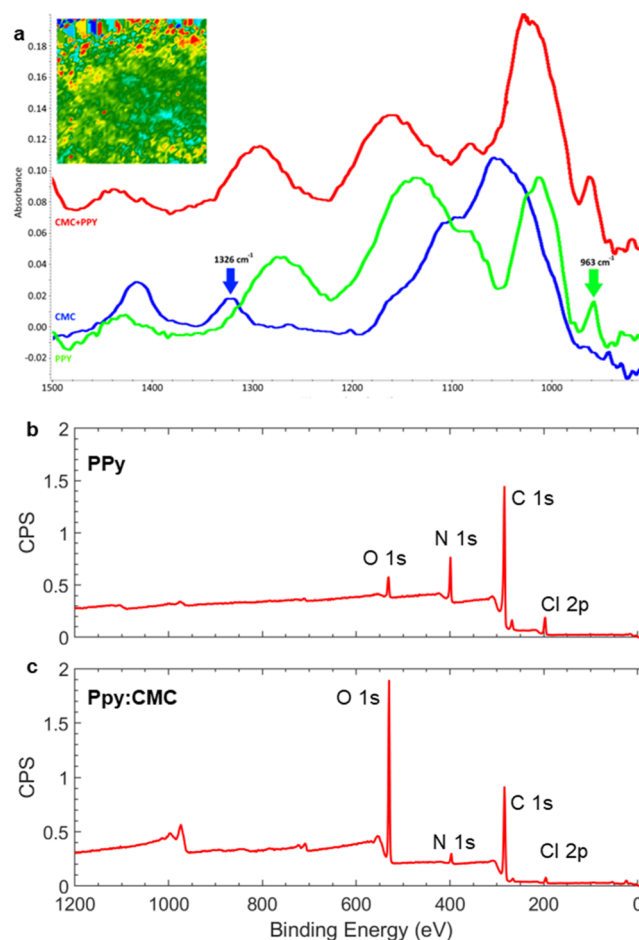 a
0.18
0.16
0.14
0.12
0.10
0.08
0.06
0.04
0.02
0.00
-0.02
Absorbance
CMC+PPY
1326 cm⁻¹
963 cm⁻¹
CMC
PPY
1500 1400 1300 1200 1100 1000
b
2
PPy
1.5
C 1s
CPS
1
N 1s
O 1s
0.5
Cl 2p
0
c
2
Ppy:CMC
O 1s
1.5
CPS
1
C 1s
0.5
N 1s
Cl 2p
0
1200 1000 800 600 400 200 0
Binding Energy (eV)